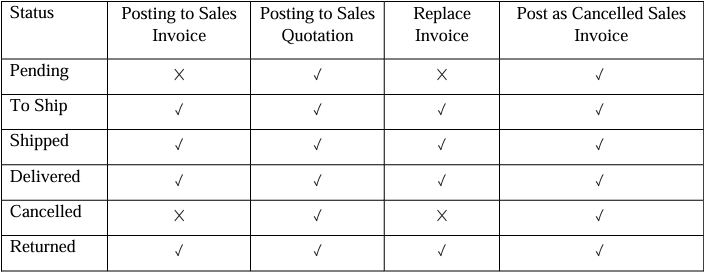 Status Posting to Sales Invoice Posting to Sales Quotation Replace Invoice Post as Cancelled Sales Invoice
Pending X √ X √
To Ship √ √ √ √
Shipped √ √ √ √
Delivered √ √ √ √
Cancelled X √ X √
Returned √ √ √ √